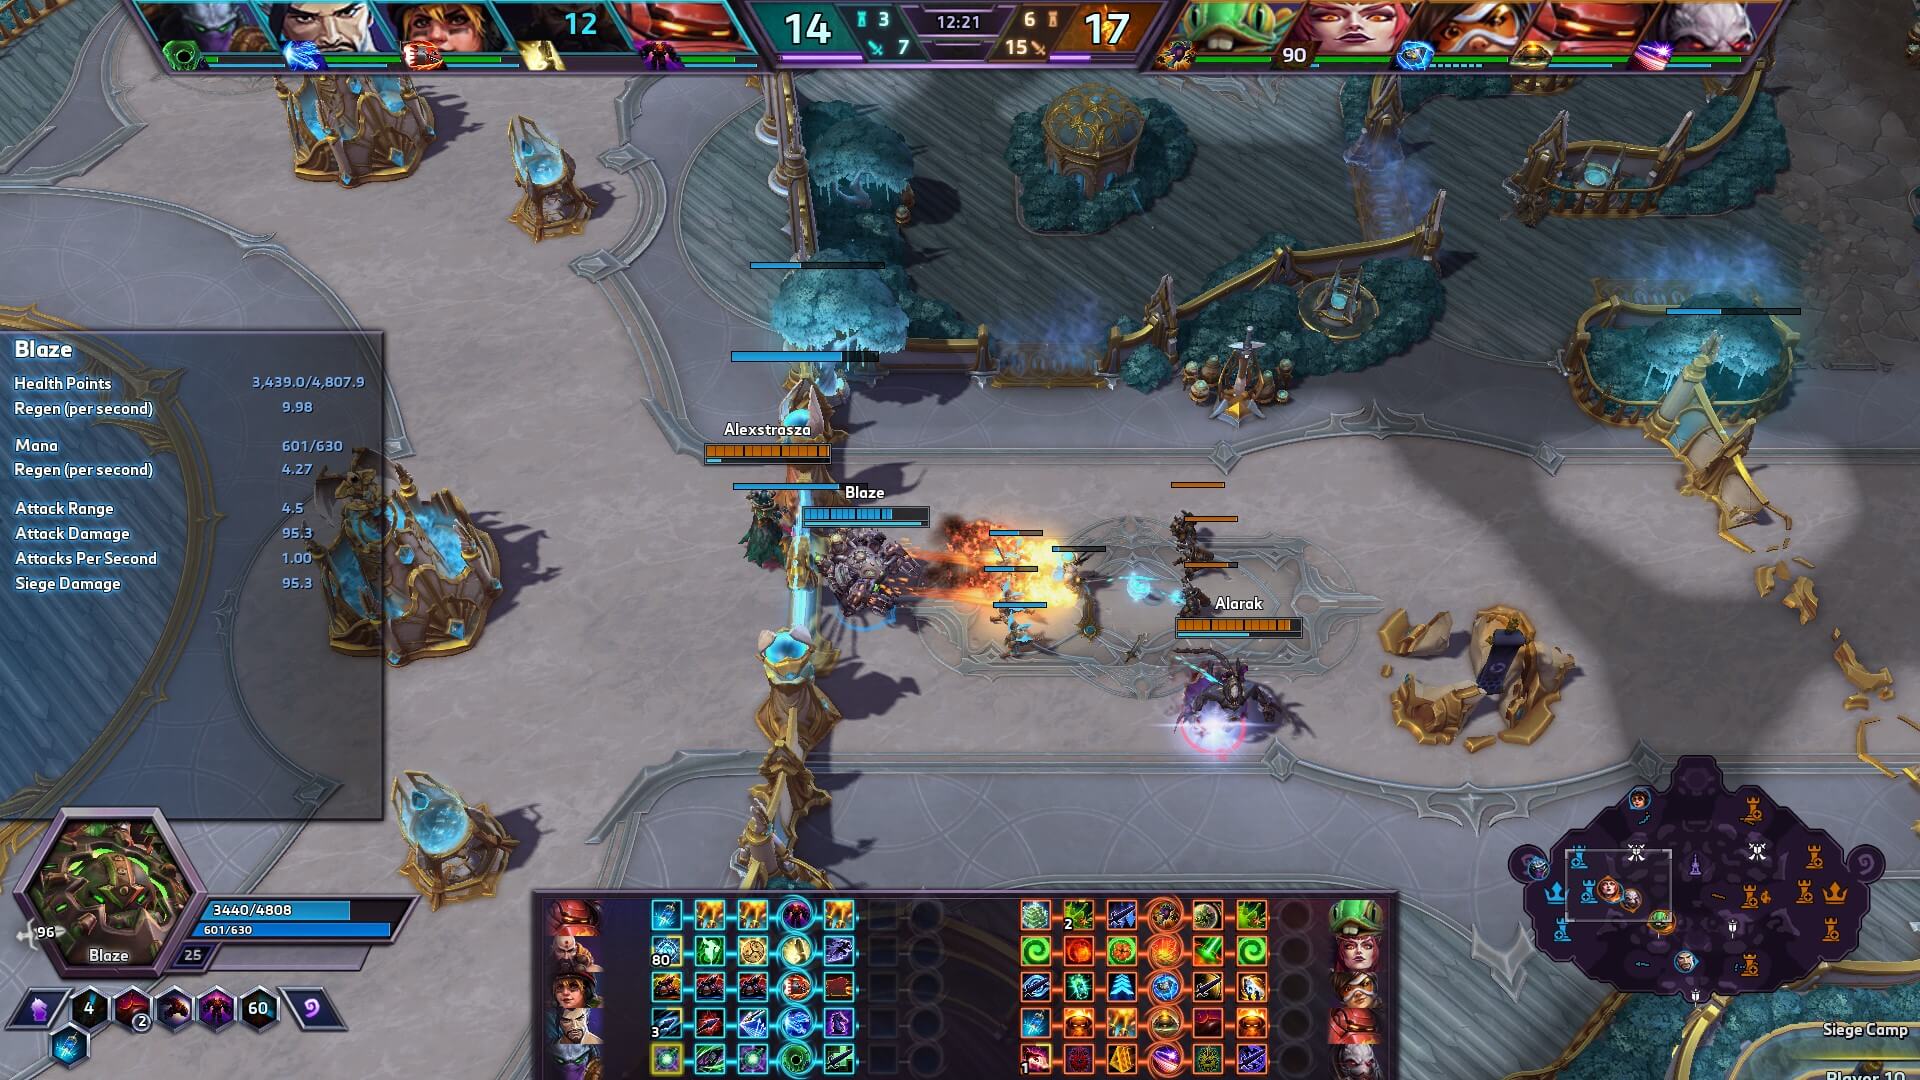 12
14
3
7
12:21
6
15
17
90
Blaze
Health Points 3,439.0/4,807.9
Regen (per second) 9.98
Mana 601/630
Regen (per second) 4.27
Attack Range 4.5
Attack Damage 95.3
Attacks Per Second 1.00
Siege Damage 95.3
Alexstrasza
Blaze
Alarak
96
Blaze
3440/4808
601/630
25
4
2
60
80
3
2
1
Siege Camp
Player 10